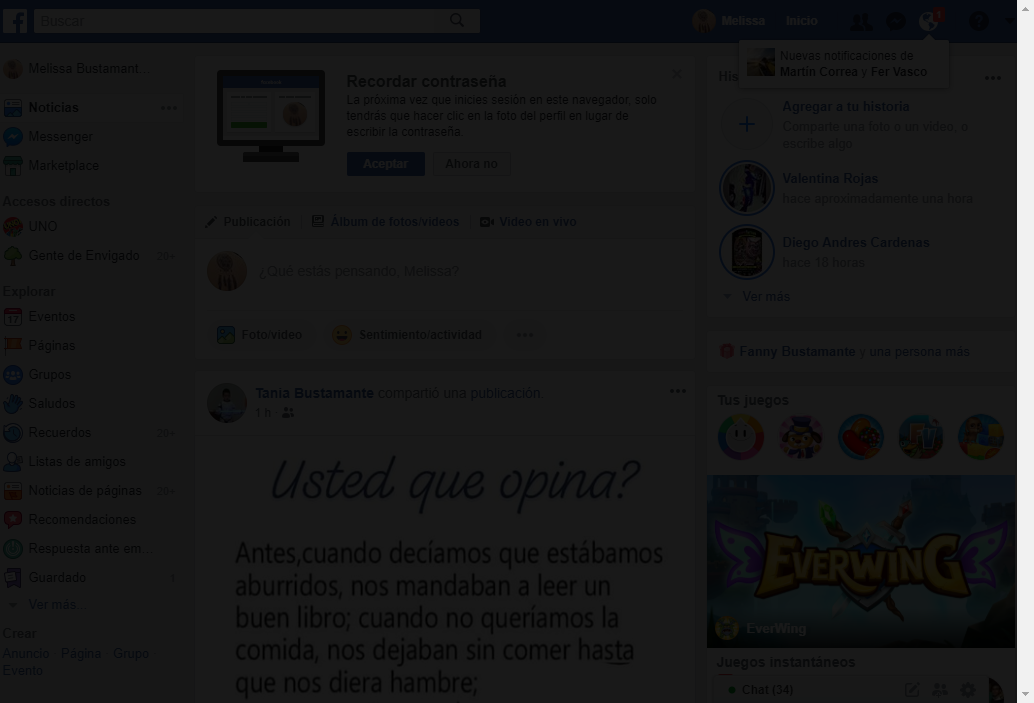 Buscar
Melissa
Inicio
Nuevas notificaciones de
Martin Correa y Fer Vasco
Melissa Bustamant...
Noticias
Messenger
Marketplace
Accesos directos
UNO
Gente de Envigado 20+
Explorar
Eventos
Páginas
Grupos
Saludos
Recuerdos 20+
Listas de amigos
Noticias de páginas 20+
Recomendaciones
Respuesta ante em...
Guardado 1
Ver más...
Crear
Anuncio Página Grupo
Evento
Recordar contraseña
La próxima vez que inicies sesión en este navegador, solo
tendrás que hacer clic en la foto del perfil en lugar de
escribir la contraseña.
Aceptar
Ahora no
Publicación
Álbum de fotos/videos
Video en vivo
¿Qué estás pensando, Melissa?
Foto/video
Sentimiento/actividad
Tania Bustamante compartió una publicación.
1 h
Usted que opina?
Antes,cuando decíamos que estábamos
aburridos, nos mandaban a leer un
buen libro; cuando no queríamos la
comida, nos dejaban sin comer hasta
que nos diera hambre;
Agregar a tu historia
Comparte una foto o un video, o
escribe algo
Valentina Rojas
hace aproximadamente una hora
Diego Andres Cardenas
hace 16 horas
Ver más
Fanny Bustamante y una persona más
Tus juegos
EVERWING
EverWing
Juegos instantáneos
Chat (34)